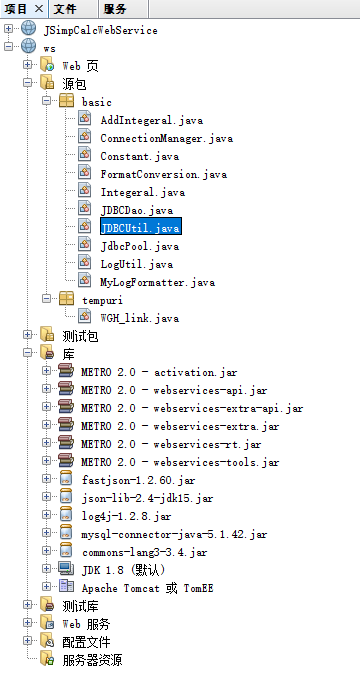 项目 × 文件 服务
JSimpCalcWebService
ws
Web 页
源包
basic
AddIntegeral.java
ConnectionManager.java
Constant.java
FormatConversion.java
Integeral.java
JDBCDao.java
JDBCUtil.java
JdbcPool.java
LogUtil.java
MyLogFormatter.java
tempuri
WGH_link.java
测试包
库
METRO 2.0 - activation.jar
METRO 2.0 - webservices-api.jar
METRO 2.0 - webservices-extra-api.jar
METRO 2.0 - webservices-extra.jar
METRO 2.0 - webservices-rt.jar
METRO 2.0 - webservices-tools.jar
fastjson-1.2.60.jar
json-lib-2.4-jdk15.jar
log4j-1.2.8.jar
mysql-connector-java-5.1.42.jar
commons-lang3-3.4.jar
JDK 1.8 (默认)
Apache Tomcat 或 TomEE
测试库
Web 服务
配置文件
服务器资源